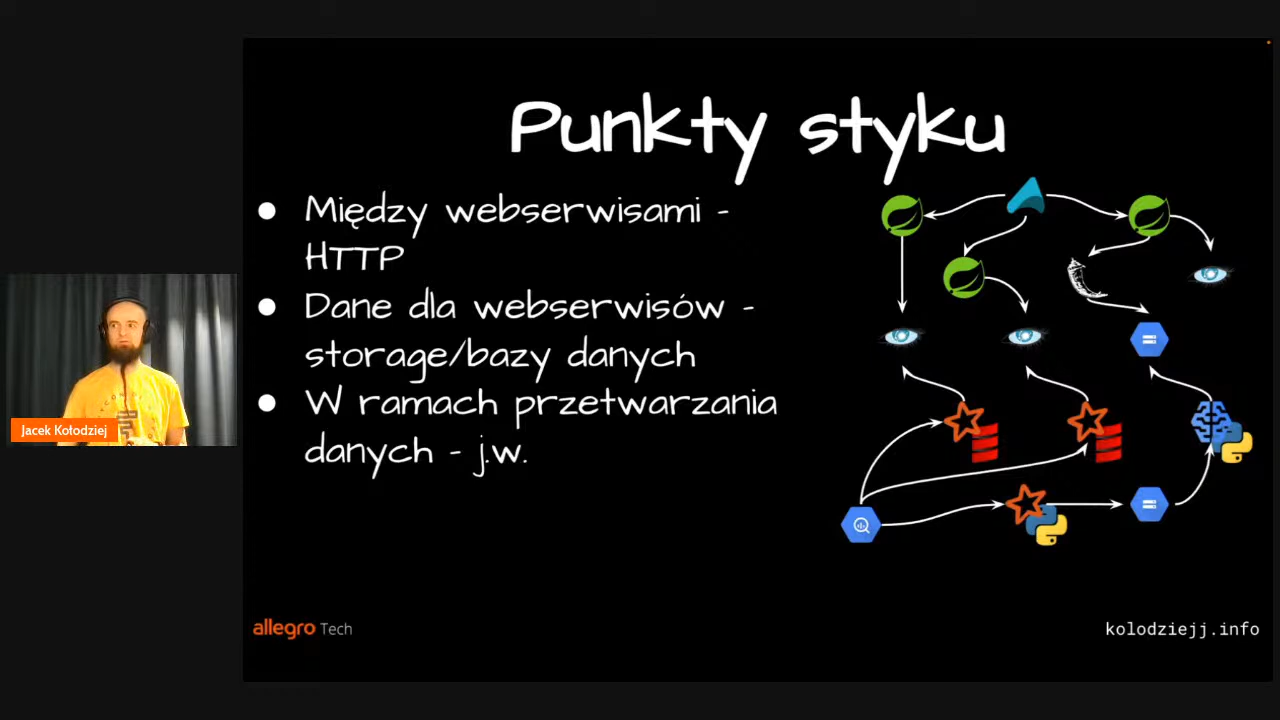 Punkty styku
● Między webserwisami -
HTTP
● Dane dla webserwisów -
storage/bazy danych
● W ramach przetwarzania
danych - j.w.
Jacek Kołodziej
allegro Tech
kolodziejj.info